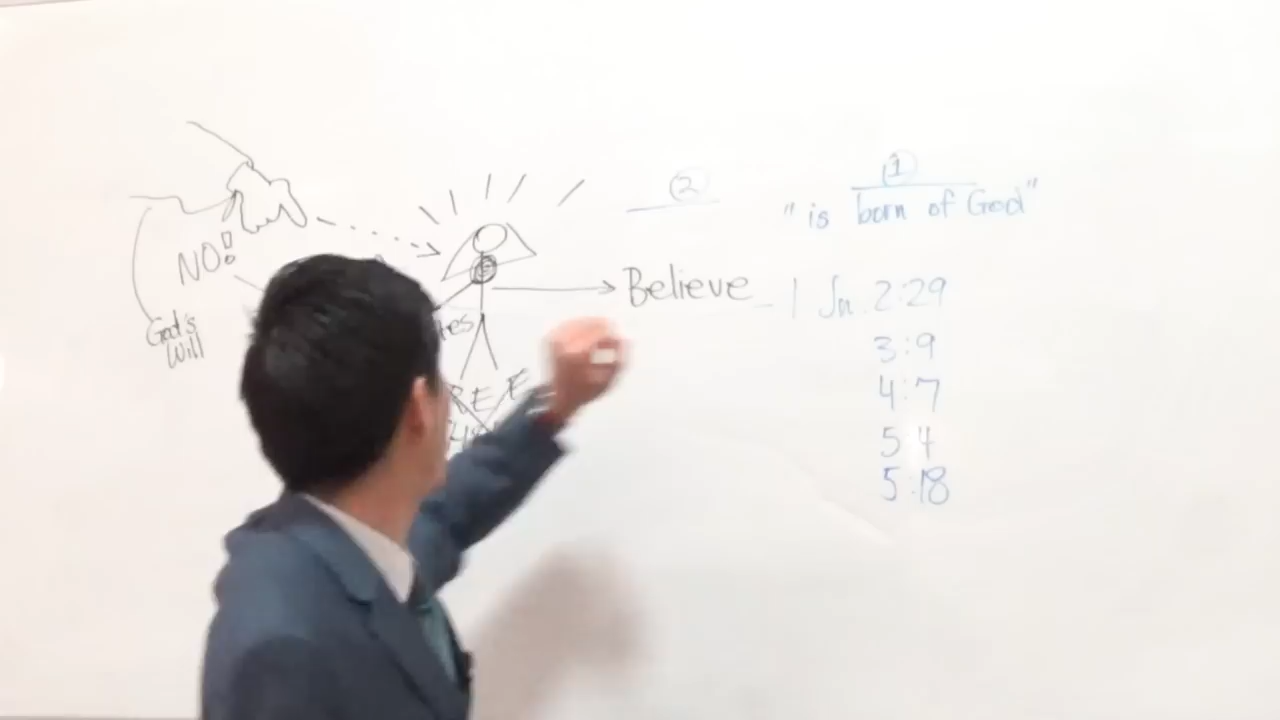 NO!
God's
Will
②
①
" is born of God"
Believe
1 Jn. 2:29
3:9
4:7
5:4
5:18